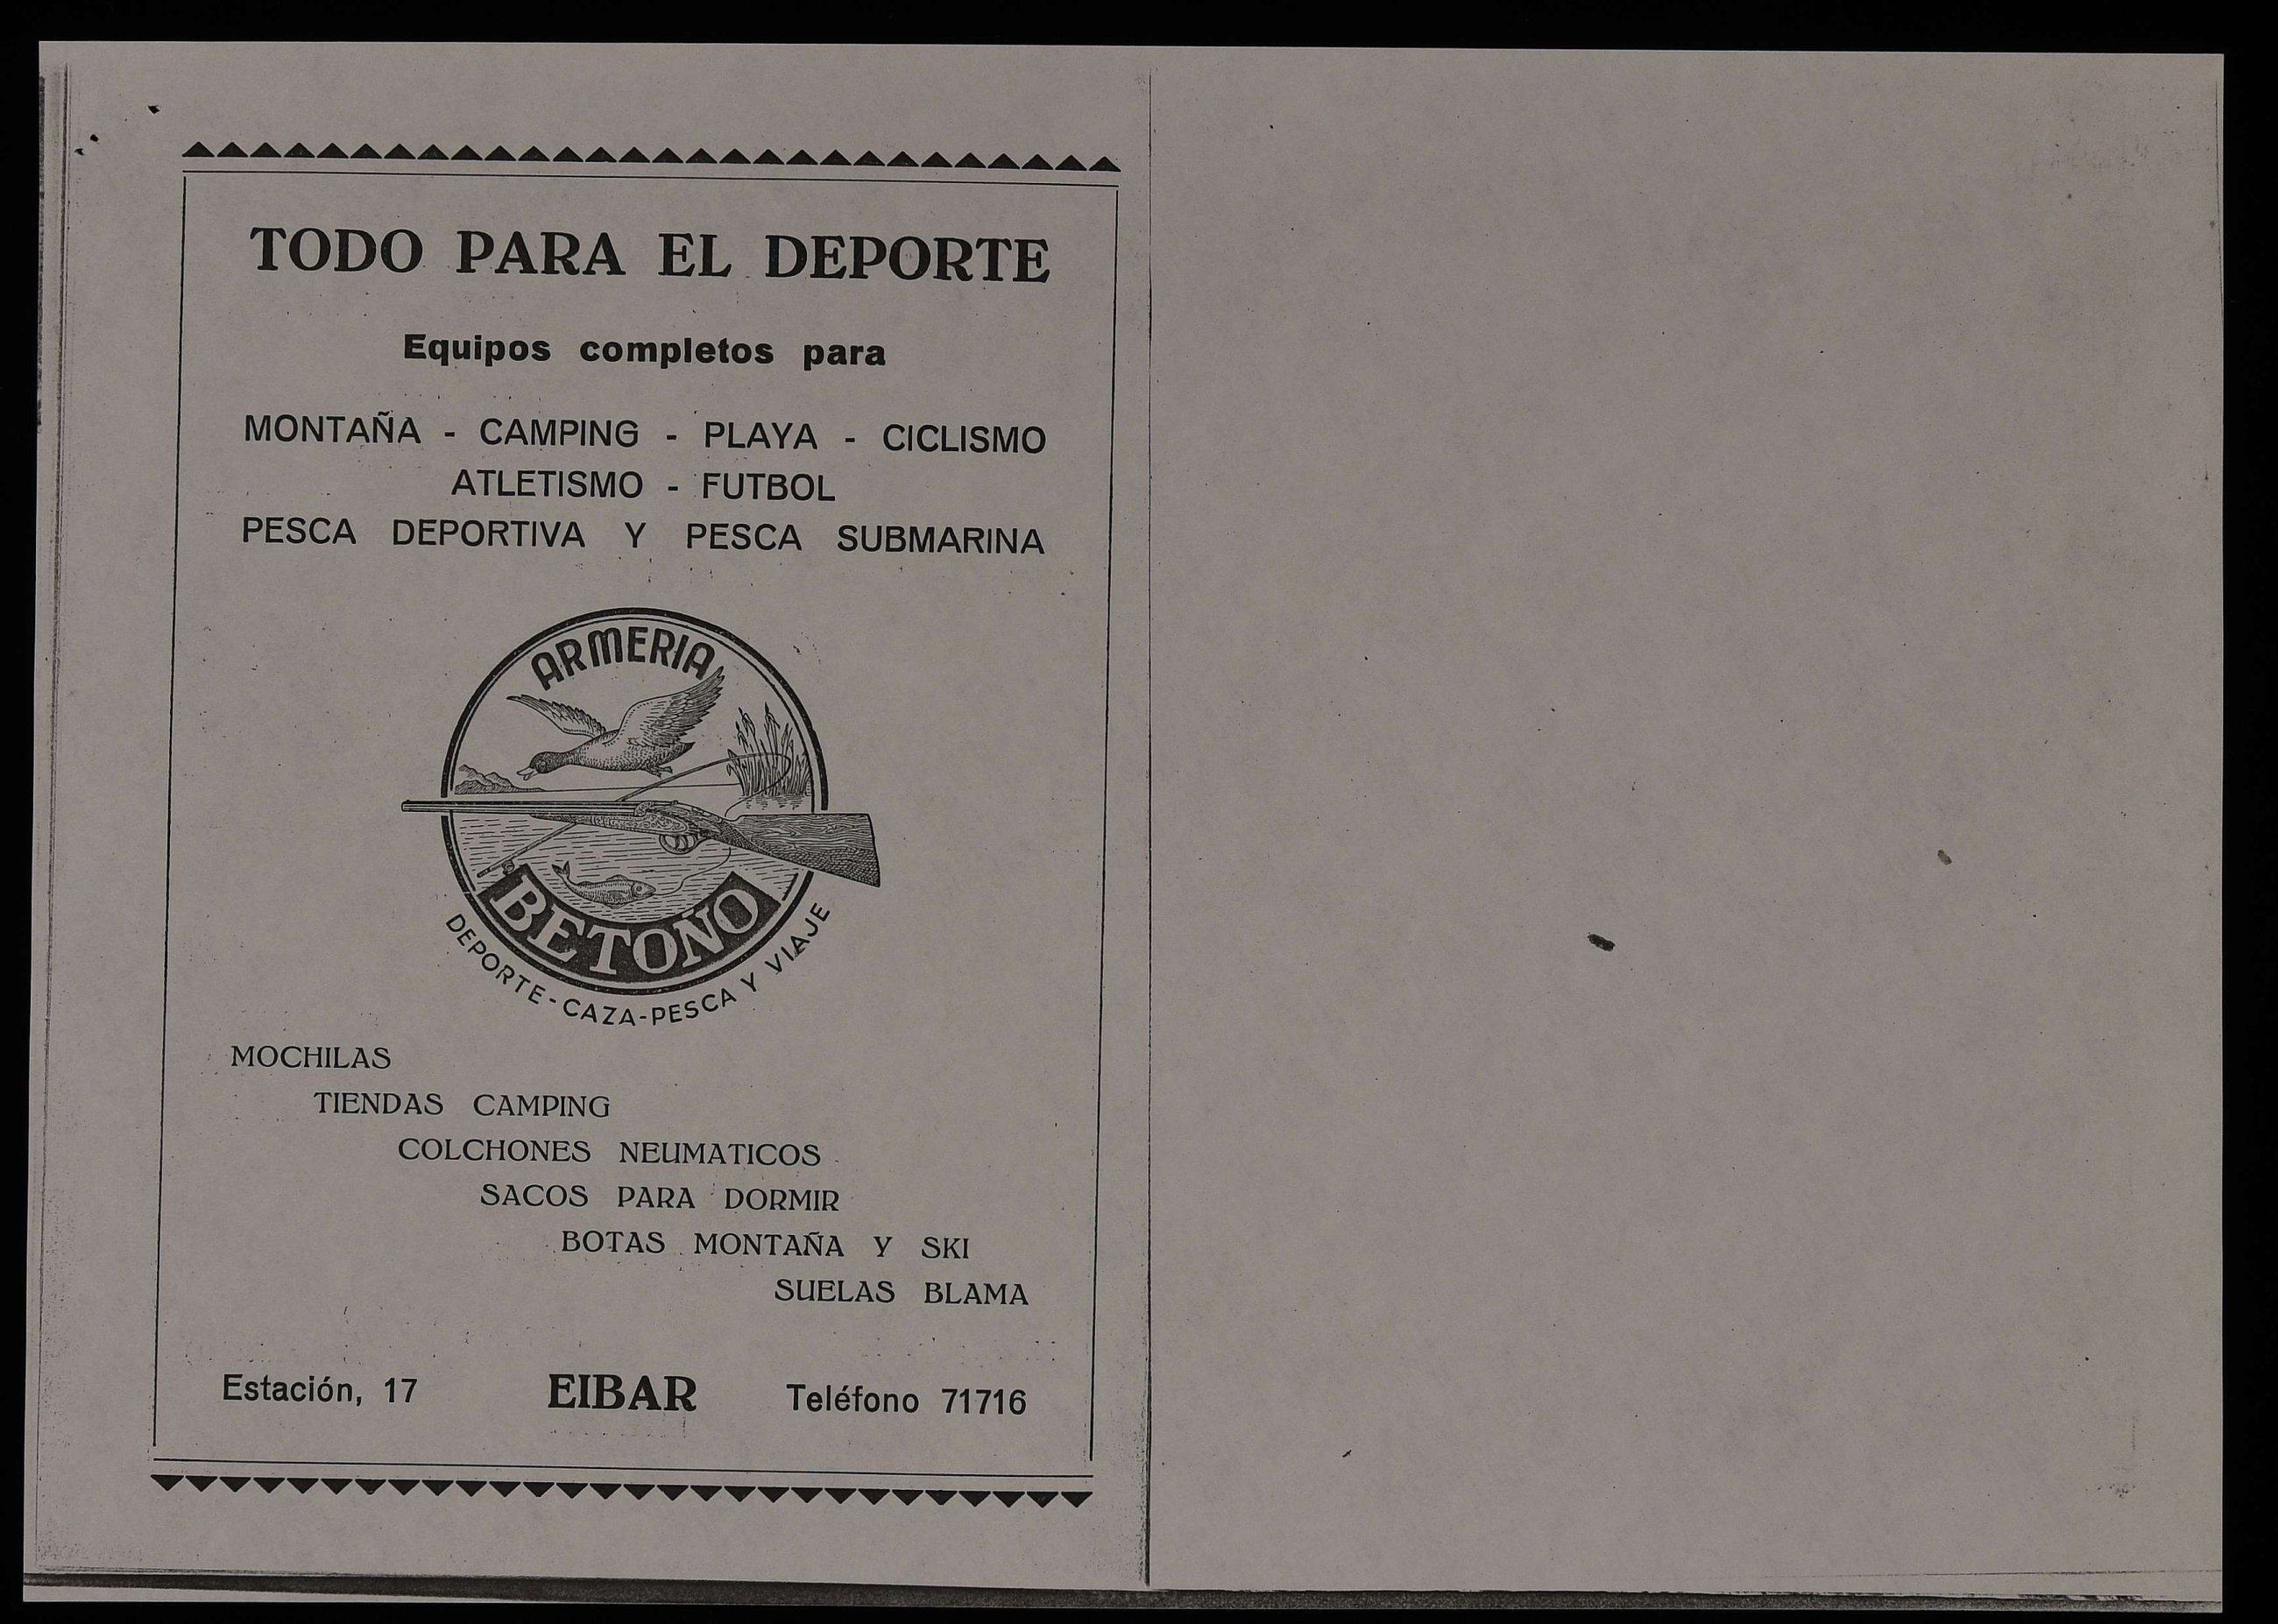 TODO PARA EL DEPORTE
Equipos completos para
MONTAÑA - CAMPING - PLAYA - CICLISMO
ATLETISMO - FUTBOL
PESCA DEPORTIVA Y PESCA SUBMARINA
ARMERIA
BETOÑO
DEPORTE-CAZA-PESCA Y VIAJE
MOCHILAS
TIENDAS CAMPING
COLCHONES NEUMATICOS
SACOS PARA DORMIR
BOTAS MONTAÑA Y SKI
SUELAS BLAMA
Estación, 17 EIBAR Teléfono 71716